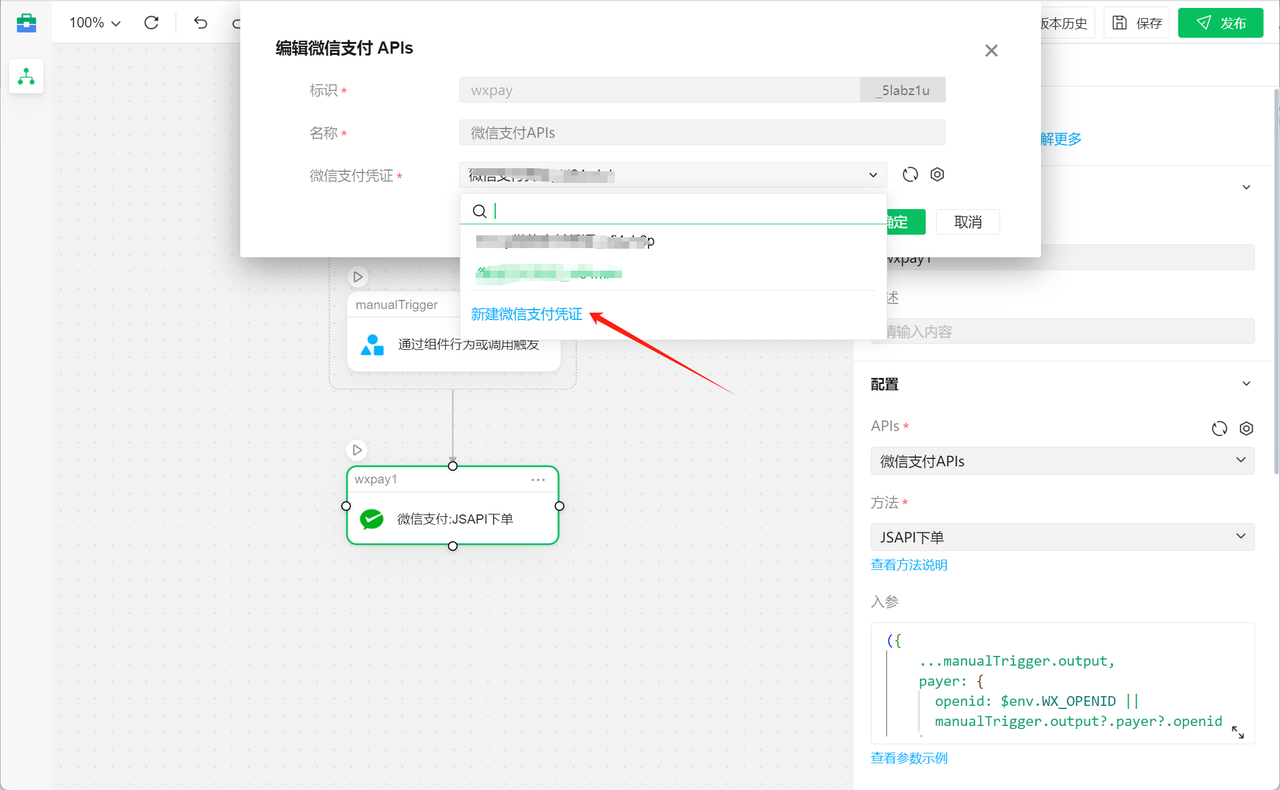 100%
版本历史
保存
发布
编辑微信支付 APIs
标识 *
wxpay
_5labz1u
名称 *
微信支付APIs
微信支付凭证 *
新建微信支付凭证
确定
取消
解更多
wxpay1
述
请输入内容
manualTrigger
通过组件行为或调用触发
wxpay1
微信支付:JSAPI下单
配置
APIs *
微信支付APIs
方法 *
JSAPI下单
查看方法说明
入参
({
...manualTrigger.output,
payer: {
openid: $env.WX_OPENID ||
manualTrigger.output?.payer?.openid
查看参数示例